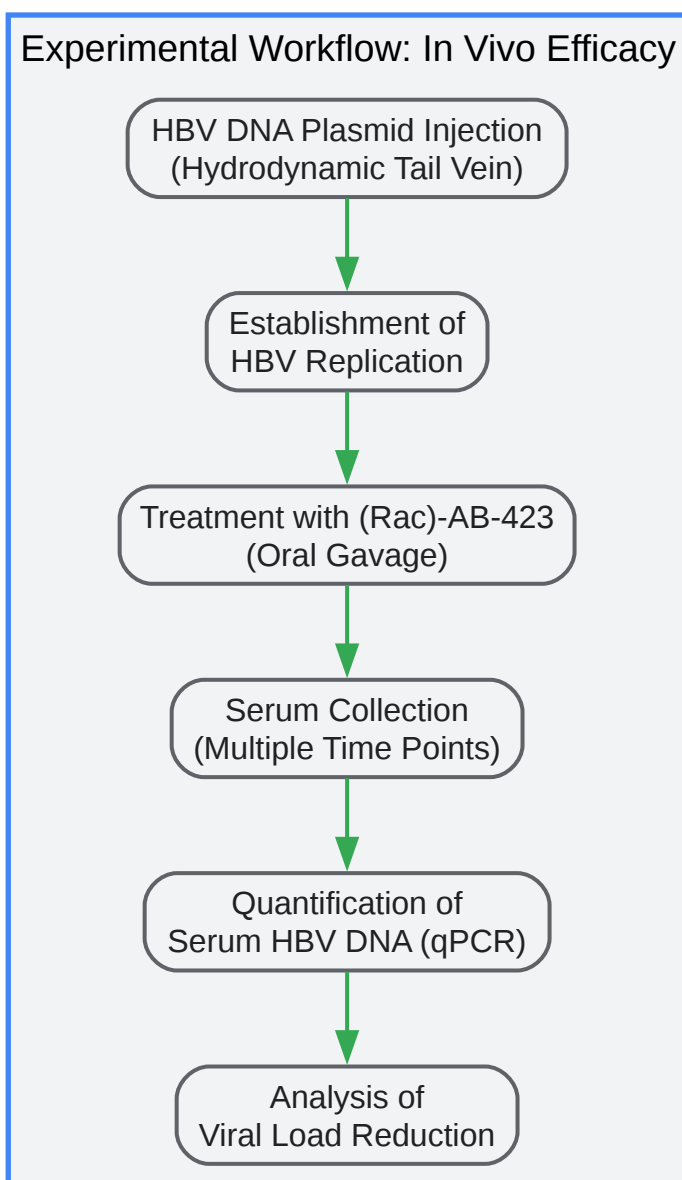 Experimental Workflow: In Vivo Efficacy
HBV DNA Plasmid Injection
(Hydrodynamic Tail Vein)
Establishment of
HBV Replication
Treatment with (Rac)-AB-423
(Oral Gavage)
Serum Collection
(Multiple Time Points)
Quantification of
Serum HBV DNA (qPCR)
Analysis of
Viral Load Reduction